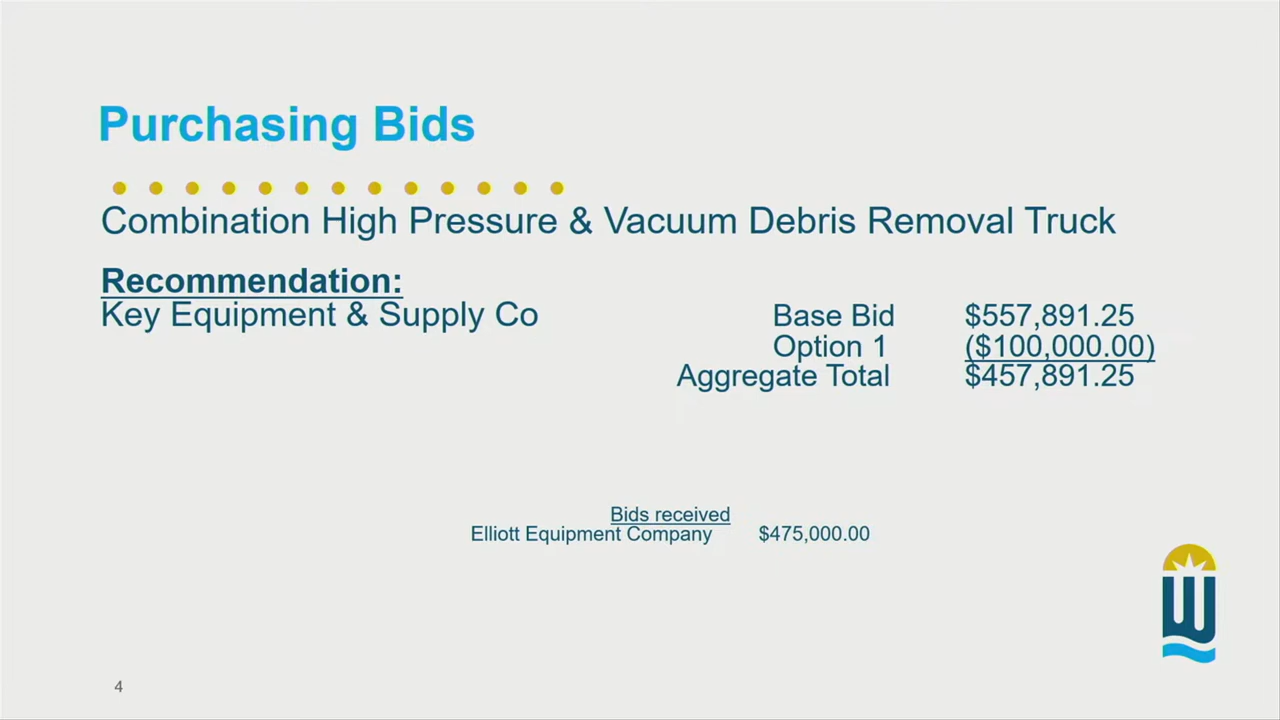 Purchasing Bids
Combination High Pressure & Vacuum Debris Removal Truck
Recommendation:
Key Equipment & Supply Co Base Bid $557,891.25
Option 1 ($100,000.00)
Aggregate Total $457,891.25
Bids received
Elliott Equipment Company $475,000.00
W
4